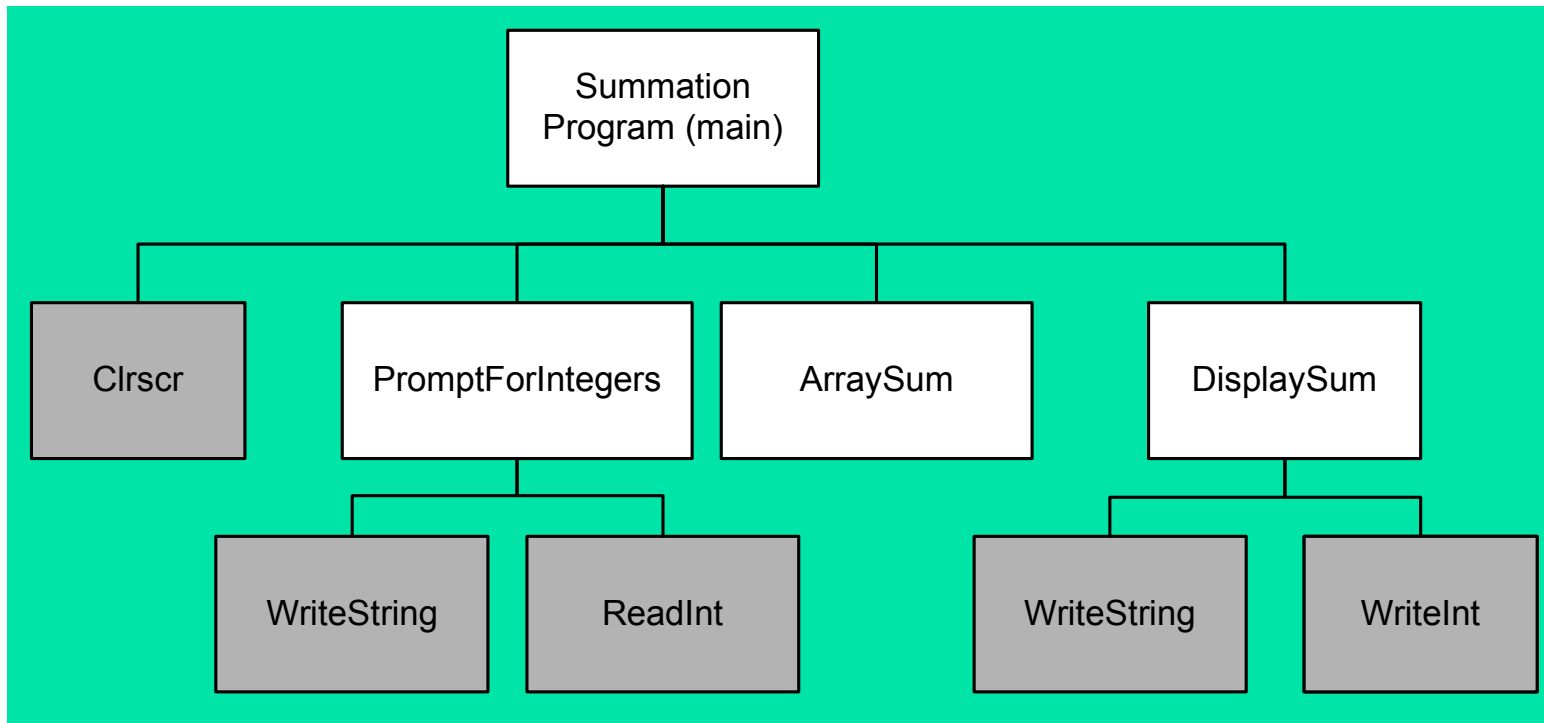 Summation
Program (main)
Clrscr
PromptForIntegers
ArraySum
DisplaySum
WriteString
ReadInt
WriteString
WriteInt